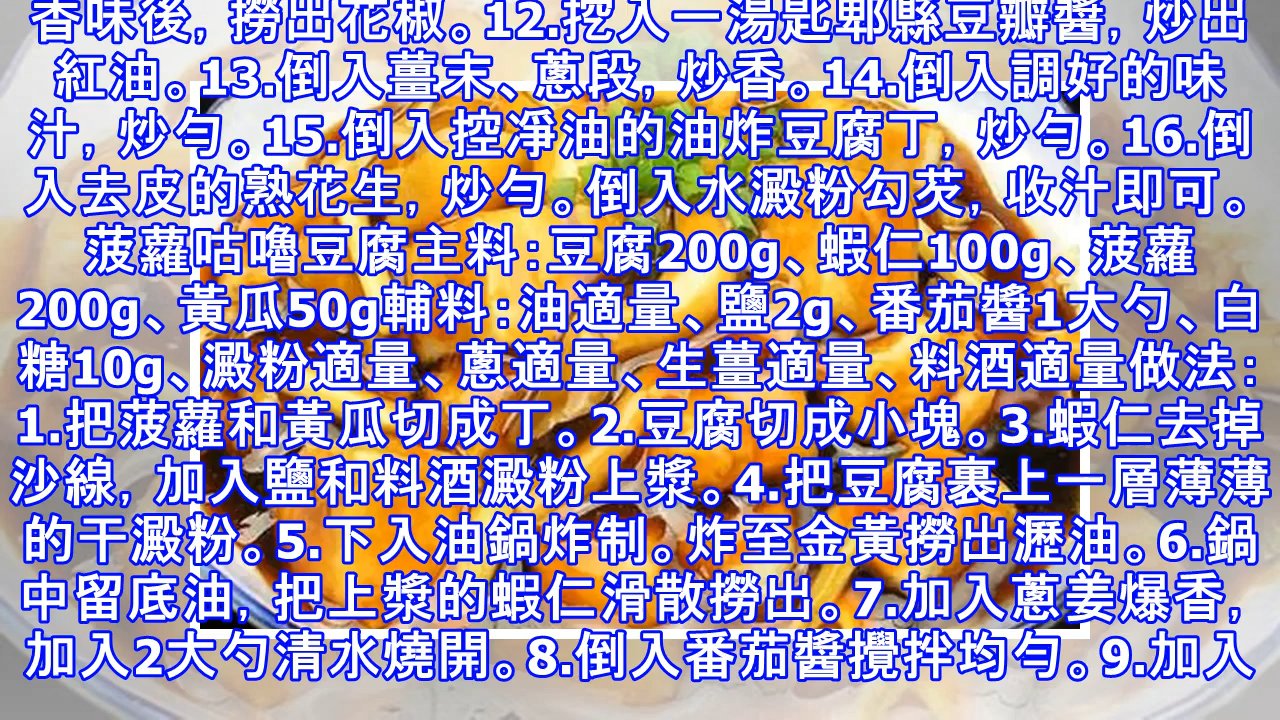 香味後, 撈出花椒。12.挖入一湯匙郫縣豆瓣醬, 炒出
紅油。13.倒入薑末、蔥段, 炒香。14.倒入調好的味
汁, 炒勻。15.倒入控凈油的油炸豆腐丁, 炒勻。16.倒
入去皮的熟花生, 炒勻。倒入水澱粉勾芡, 收汁即可。
菠蘿咕嚕豆腐主料：豆腐200g、蝦仁100g、菠蘿
200g、黃瓜50g輔料：油適量、鹽2g、番茄醬1大勺、白
糖10g、澱粉適量、蔥適量、生薑適量、料酒適量做法：
1.把菠蘿和黃瓜切成丁。2.豆腐切成小塊。3.蝦仁去掉
沙線, 加入鹽和料酒澱粉上漿。4.把豆腐裹上一層薄薄
的干澱粉。5.下入油鍋炸制。炸至金黃撈出瀝油。6.鍋
中留底油, 把上漿的蝦仁滑散撈出。7.加入蔥姜爆香,
加入2大勺清水燒開。8.倒入番茄醬攪拌均勻。9.加入